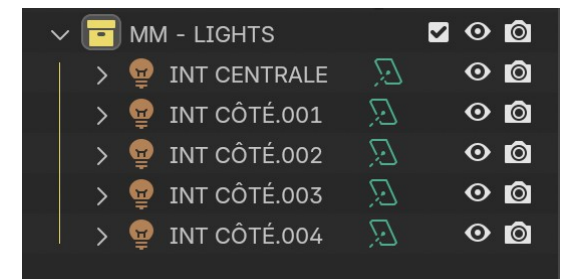 MM - LIGHTS
INT CENTRALE
INT CÔTÉ.001
INT CÔTÉ.002
INT CÔTÉ.003
INT CÔTÉ.004